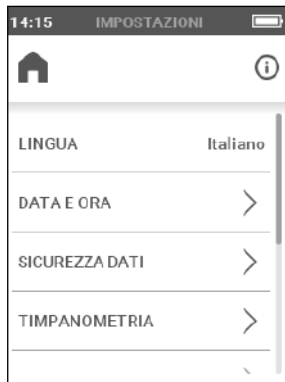 14:15 IMPOSTAZIONI
LINGUA Italiano
DATA E ORA
SICUREZZA DATI
TIMPANOMETRIA